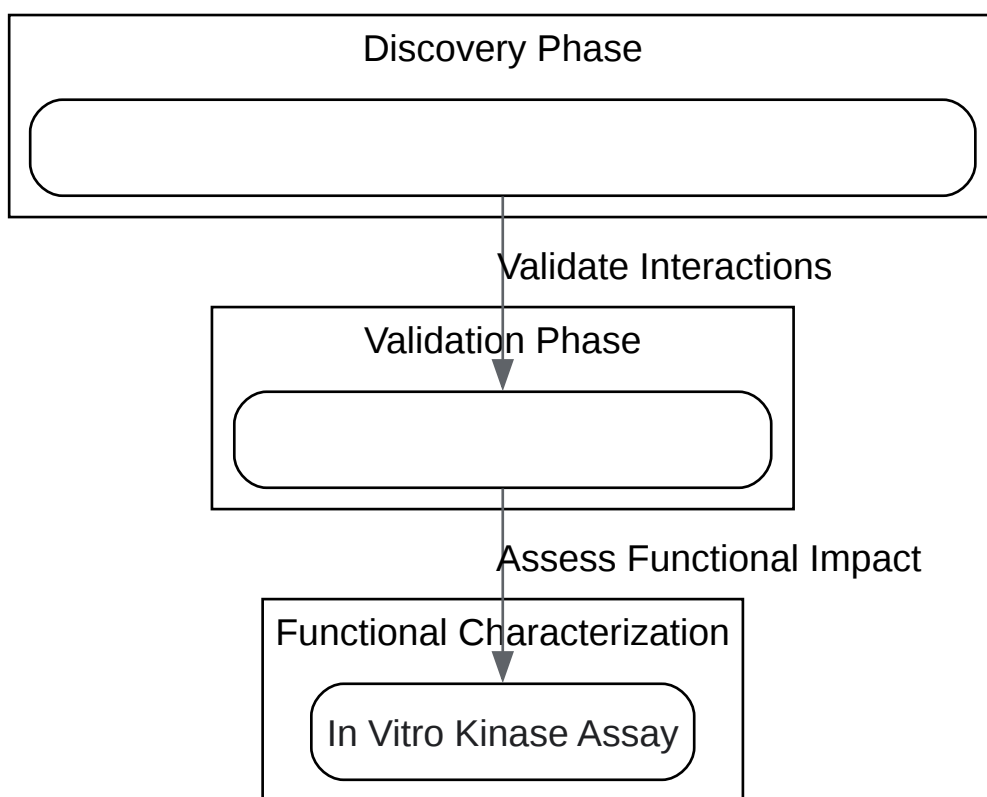 Discovery Phase
Validate Interactions
Validation Phase
Assess Functional Impact
Functional Characterization
In Vitro Kinase Assay